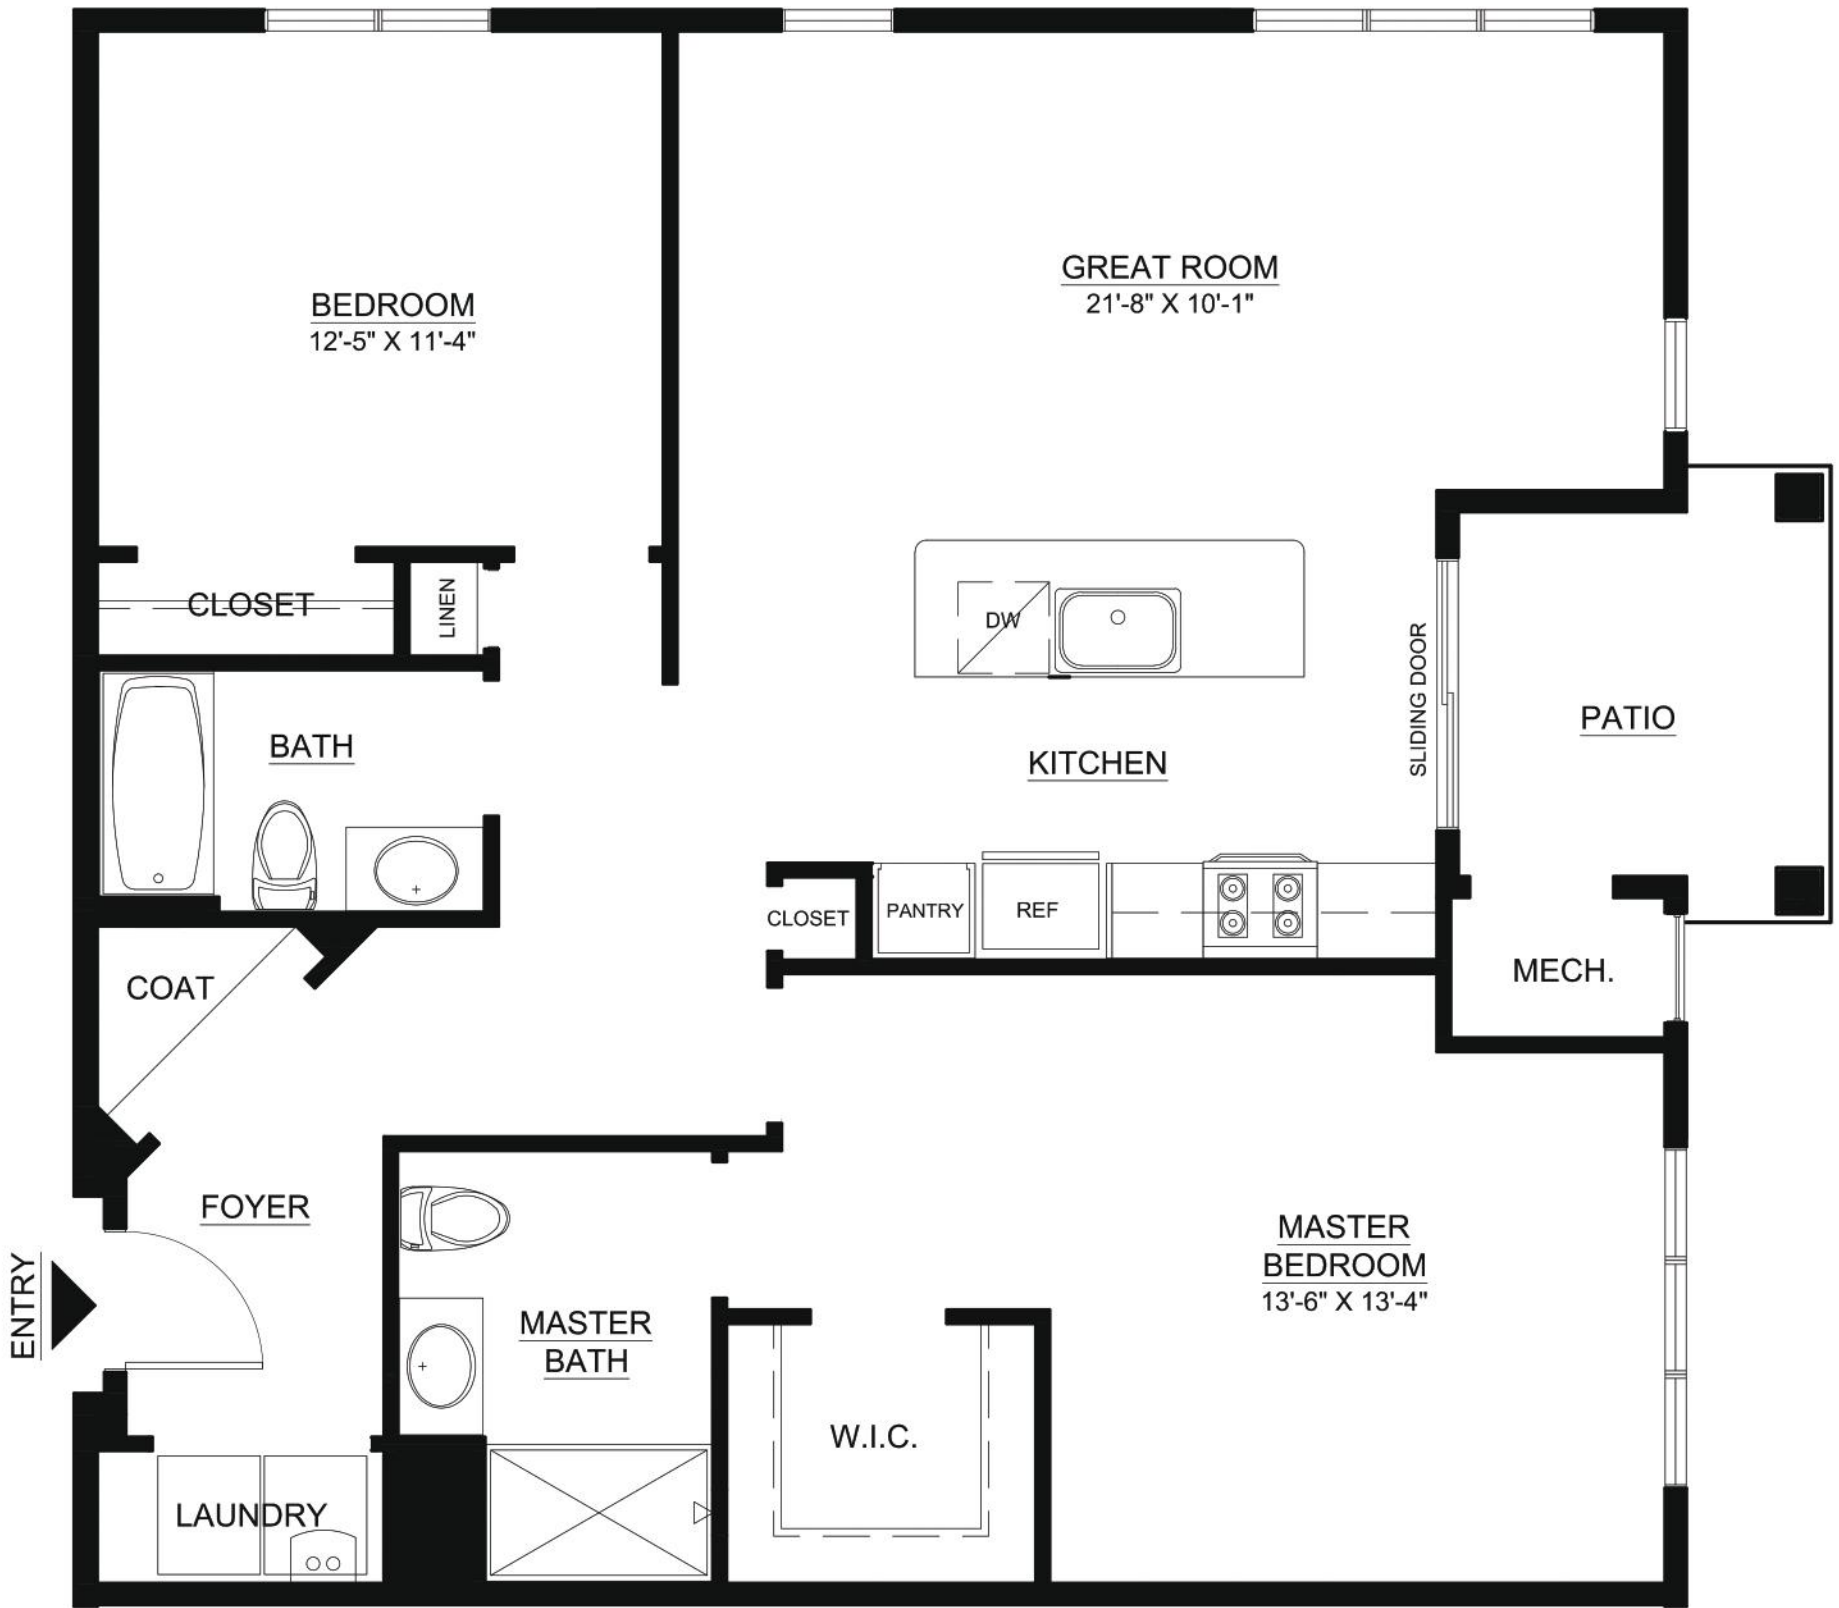 GREAT ROOM
21'-8" X 10'-1"
BEDROOM
12'-5" X 11'-4"
CLOSET
LINEN
DW
SLIDING DOOR
PATIO
BATH
KITCHEN
CLOSET
PANTRY
REF
MECH.
COAT
FOYER
ENTRY
MASTER
BEDROOM
13'-6" X 13'-4"
MASTER
BATH
W.I.C.
LAUNDRY